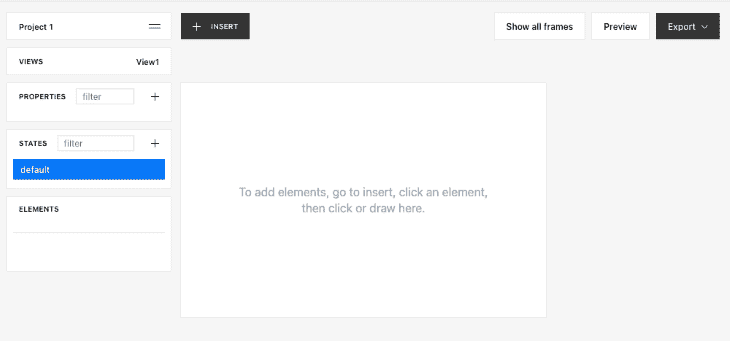 Project 1
INSERT
Show all frames
Preview
Export
VIEWS
View1
PROPERTIES
filter
STATES
filter
default
ELEMENTS
To add elements, go to insert, click an element,
then click or draw here.